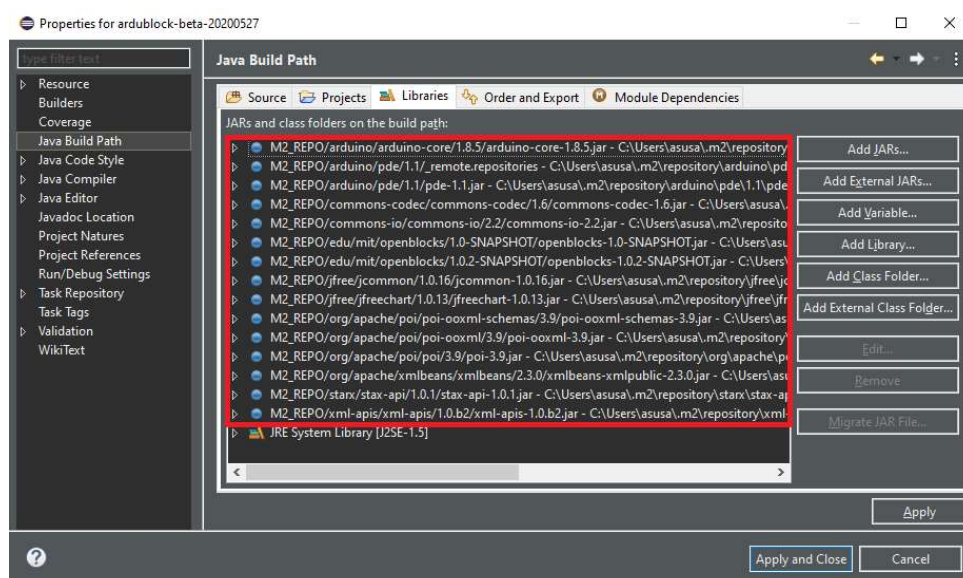 Properties for ardublock-beta-20200527
type filter text
Java Build Path
Resource
Builders
Coverage
Java Build Path
Java Code Style
Java Compiler
Java Editor
Javadoc Location
Project Natures
Project References
Run/Debug Settings
Task Repository
Task Tags
Validation
WikiText
Source Projects Libraries Order and Export Module Dependencies
JARs and class folders on the build path:
M2_REPO/arduino/arduino-core/1.8.5/arduino-core-1.8.5.jar - C:\Users\asusa\.m2\repository
M2_REPO/arduino/pde/1.1/_remote.repositories - C:\Users\asusa\.m2\repository\arduino\pd
M2_REPO/arduino/pde/1.1/pde-1.1.jar - C:\Users\asusa\.m2\repository\arduino\pde\1.1\pde
M2_REPO/commons-codec/commons-codec/1.6/commons-codec-1.6.jar - C:\Users\asusa\.
M2_REPO/commons-io/commons-io/2.2/commons-io-2.2.jar - C:\Users\asusa\.m2\reposito
M2_REPO/edu/mit/openblocks/1.0-SNAPSHOT/openblocks-1.0-SNAPSHOT.jar - C:\Users\asu
M2_REPO/edu/mit/openblocks/1.0.2-SNAPSHOT/openblocks-1.0.2-SNAPSHOT.jar - C:\Users\
M2_REPO/jfree/jcommon/1.0.16/jcommon-1.0.16.jar - C:\Users\asusa\.m2\repository\jfree\jc
M2_REPO/jfree/jfreechart/1.0.13/jfreechart-1.0.13.jar - C:\Users\asusa\.m2\repository\jfree\jfr
M2_REPO/org/apache/poi/poi-ooxml-schemas/3.9/poi-ooxml-schemas-3.9.jar - C:\Users\as
M2_REPO/org/apache/poi/poi-ooxml/3.9/poi-ooxml-3.9.jar - C:\Users\asusa\.m2\repository\
M2_REPO/org/apache/poi/poi/3.9/poi-3.9.jar - C:\Users\asusa\.m2\repository\org\apache\po
M2_REPO/org/apache/xmlbeans/xmlbeans/2.3.0/xmlbeans-xmlpublic-2.3.0.jar - C:\Users\asu
M2_REPO/starx/stax-api/1.0.1/stax-api-1.0.1.jar - C:\Users\asusa\.m2\repository\starx\stax-ap
M2_REPO/xml-apis/xml-apis/1.0.b2/xml-apis-1.0.b2.jar - C:\Users\asusa\.m2\repository\xml-
JRE System Library [J2SE-1.5]
Add JARs...
Add External JARs...
Add Variable...
Add Library...
Add Class Folder...
Add External Class Folder...
Edit...
Remove
Migrate JAR File...
Apply
Apply and Close
Cancel